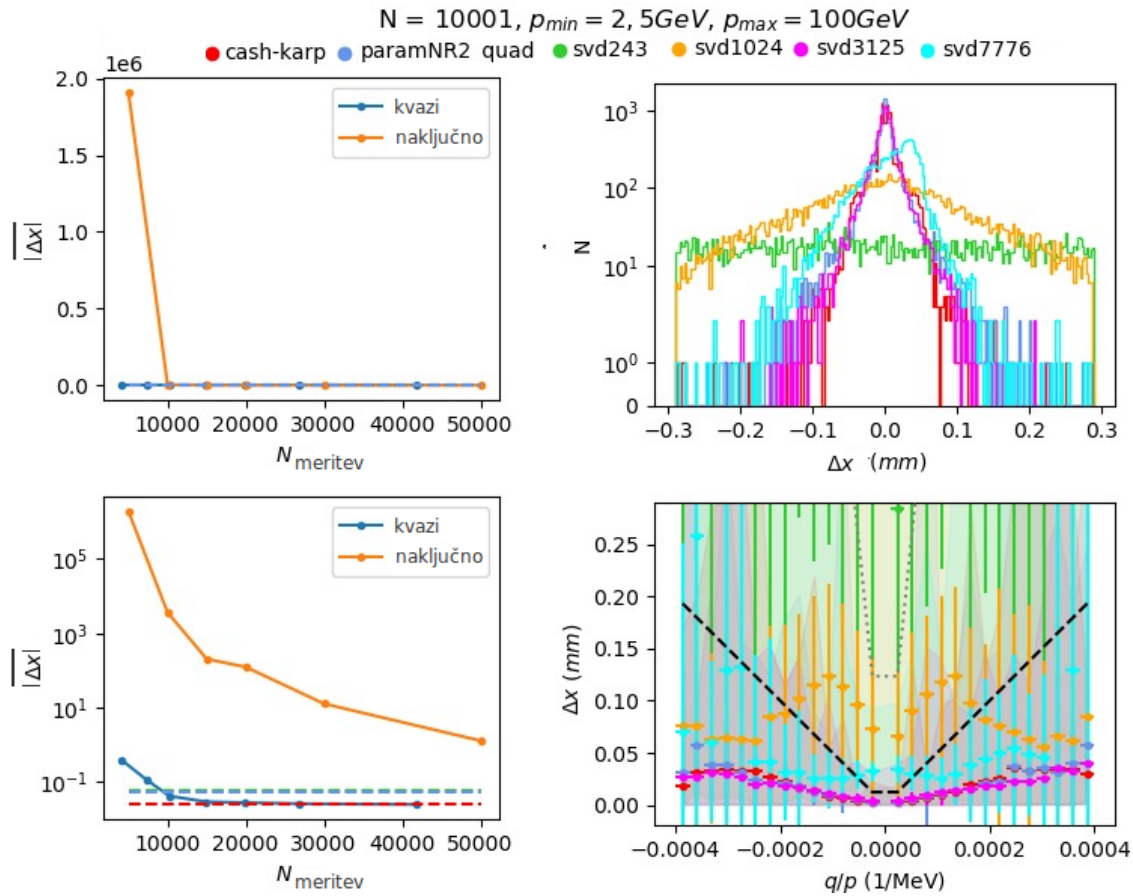 N = 10001, p_min = 2, 5GeV, p_max = 100GeV
cash-karp paramNR2 quad svd243 svd1024 svd3125 svd7776
1e6
2.0
1.5
1.0
0.5
0.0
|Δx|
kvazi
naključno
10000 20000 30000 40000 50000
N meritev
10^3
10^2
10^1
10^0
0
N
−0.3 −0.2 −0.1 0.0 0.1 0.2 0.3
Δx (mm)
10^5
10^3
10^1
10^−1
|Δx|
kvazi
naključno
10000 20000 30000 40000 50000
N meritev
0.25
0.20
0.15
0.10
0.05
0.00
Δx (mm)
−0.0004 −0.0002 0.0000 0.0002 0.0004
q/p (1/MeV)